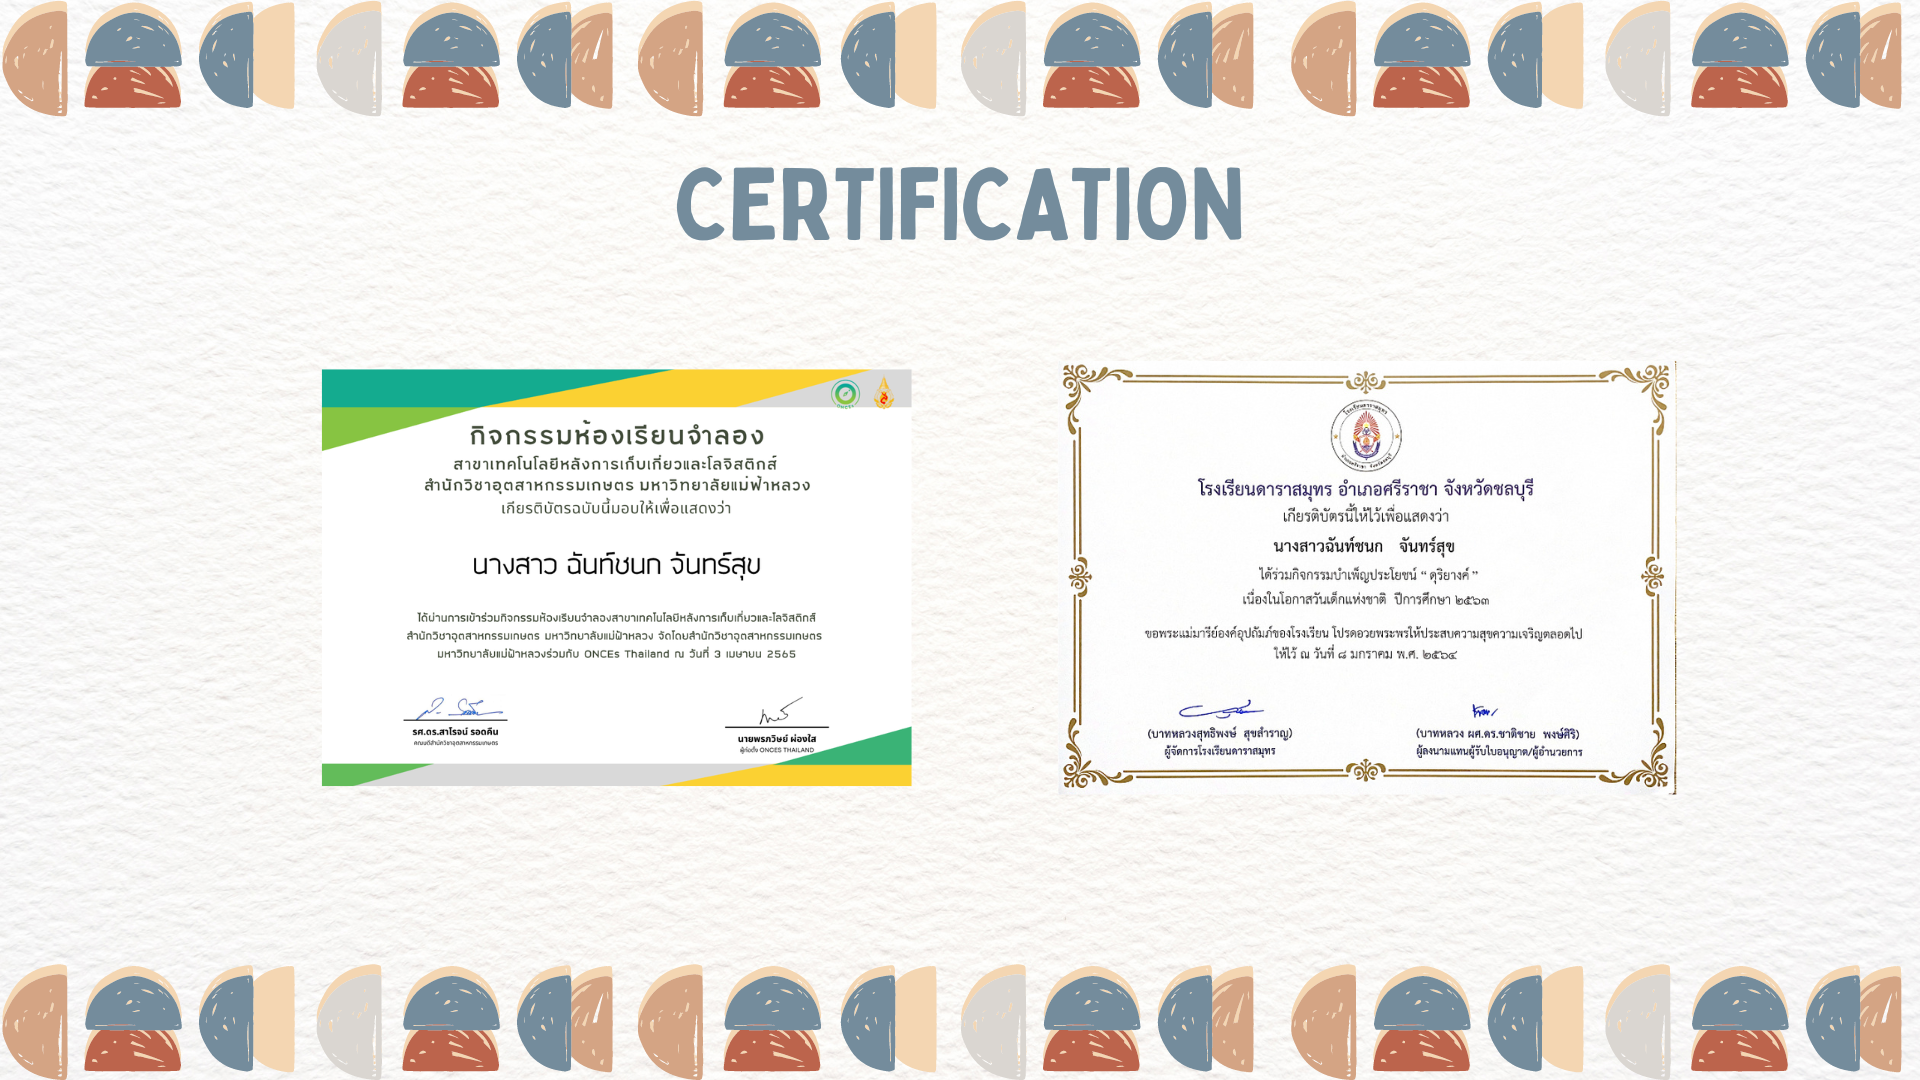 CERTIFICATION
ONCEs
กิจกรรมห้องเรียนจำลอง
สาขาเทคโนโลยีหลังการเก็บเกี่ยวและโลจิสติกส์
สำนักวิชาอุตสาหกรรมเกษตร มหาวิทยาลัยแม่ฟ้าหลวง
เกียรติบัตรฉบับนี้มอบให้เพื่อแสดงว่า
นางสาว ฉันท์ชนก จันทร์สุข
ได้ผ่านการเข้าร่วมกิจกรรมห้องเรียนจำลองสาขาเทคโนโลยีหลังการเก็บเกี่ยวและโลจิสติกส์
สำนักวิชาอุตสาหกรรมเกษตร มหาวิทยาลัยแม่ฟ้าหลวง จัดโดยสำนักวิชาอุตสาหกรรมเกษตร
มหาวิทยาลัยแม่ฟ้าหลวงร่วมกับ ONCEs Thailand ณ วันที่ 3 เมษายน 2565
รศ.ดร.สาโรจน์ รอดคืน
คณบดีสำนักวิชาอุตสาหกรรมเกษตร
นายพรภวิษย์ ผ่องใส
ผู้ก่อตั้ง ONCES THAILAND
โรงเรียนดาราสมุทร
อำเภอศรีราชา จังหวัดชลบุรี
โรงเรียนดาราสมุทร อำเภอศรีราชา จังหวัดชลบุรี
เกียรติบัตรนี้ให้ไว้เพื่อแสดงว่า
นางสาวฉันท์ชนก จันทร์สุข
ได้ร่วมกิจกรรมบำเพ็ญประโยชน์ “ ดุริยางค์ ”
เนื่องในโอกาสวันเด็กแห่งชาติ ปีการศึกษา ๒๕๖๓
ขอพระแม่มารีย์องค์อุปถัมภ์ของโรงเรียน โปรดอวยพระพรให้ประสบความสุขความเจริญตลอดไป
ให้ไว้ ณ วันที่ ๘ มกราคม พ.ศ. ๒๕๖๔
(บาทหลวงสุทธิพงษ์ สุขสำราญ)
ผู้จัดการโรงเรียนดาราสมุทร
(บาทหลวง ผศ.ดร.ชาติชาย พงษ์ศิริ)
ผู้ลงนามแทนผู้รับใบอนุญาต/ผู้อำนวยการ